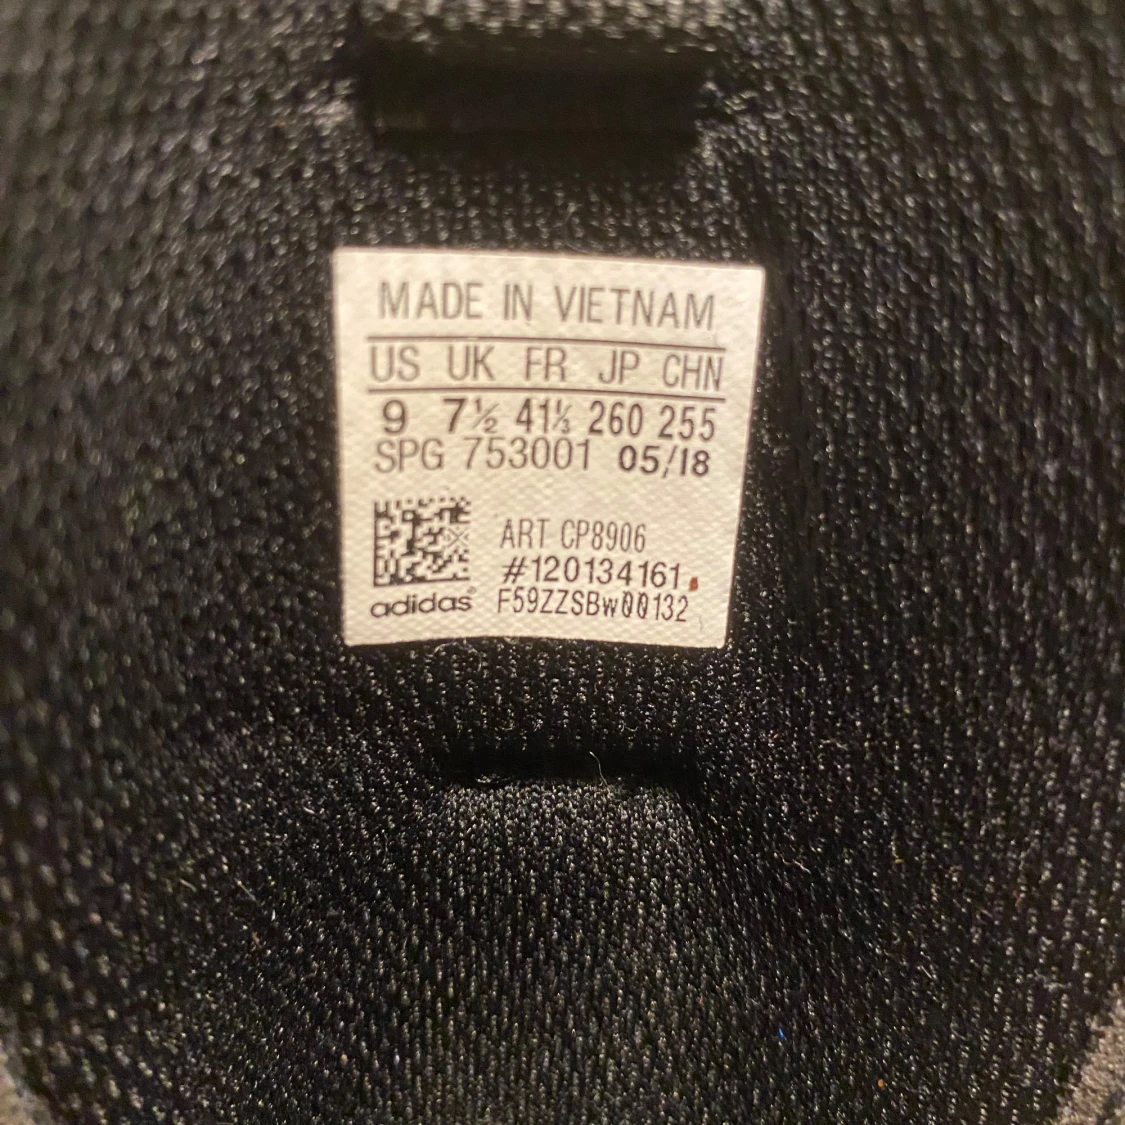 MADE IN VIETNAM
US UK FR JP CHN
9 7½ 41⅓ 260 255
SPG 753001 05/18
ART CP8906
#120134161
adidas® F59ZZSBw00132